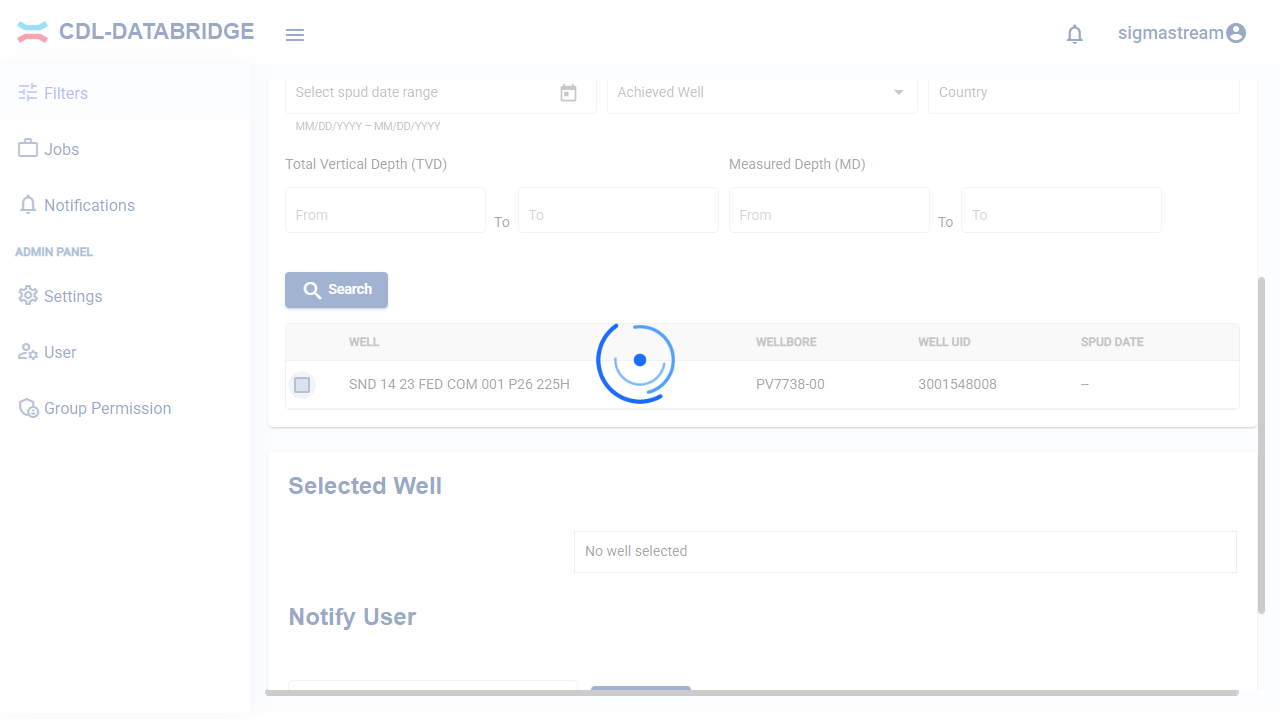 CDL-DATABRIDGE
sigmastream
Filters
Jobs
Notifications
ADMIN PANEL
Settings
User
Group Permission
Select spud date range
Achieved Well
Country
MM/DD/YYYY – MM/DD/YYYY
Total Vertical Depth (TVD)
Measured Depth (MD)
From
To
To
From
To
To
Search
WELL WELLBORE WELL UID SPUD DATE
SND 14 23 FED COM 001 P26 225H PV7738-00 3001548008 --
Selected Well
No well selected
Notify User